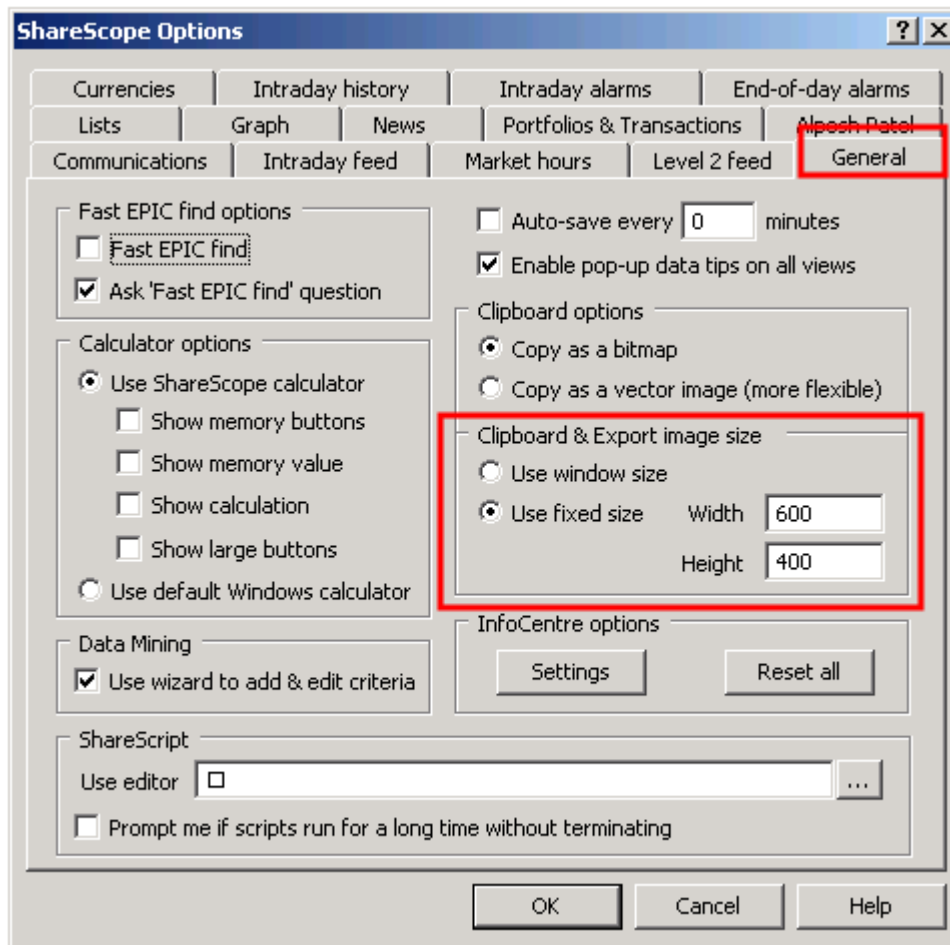 ShareScope Options
Currencies Intraday history Intraday alarms End-of-day alarms
Lists Graph News Portfolios & Transactions Alpesh Patel
Communications Intraday feed Market hours Level 2 feed General
Fast EPIC find options
Fast EPIC find
Ask 'Fast EPIC find' question
Calculator options
Use ShareScope calculator
Show memory buttons
Show memory value
Show calculation
Show large buttons
Use default Windows calculator
Data Mining
Use wizard to add & edit criteria
Auto-save every 0 minutes
Enable pop-up data tips on all views
Clipboard options
Copy as a bitmap
Copy as a vector image (more flexible)
Clipboard & Export image size
Use window size
Use fixed size Width 600
Height 400
InfoCentre options
Settings Reset all
ShareScript
Use editor ...
Prompt me if scripts run for a long time without terminating
OK Cancel Help